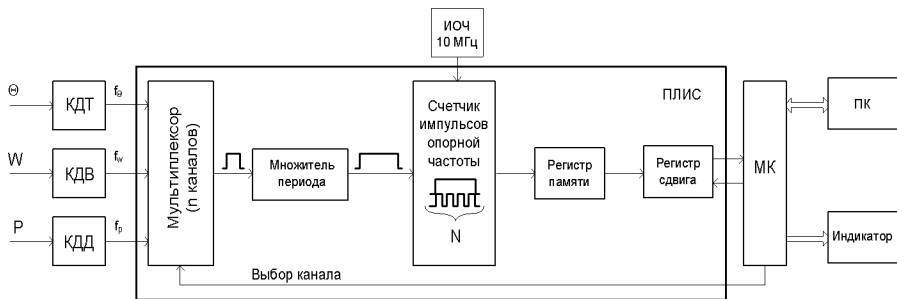 ИОЧ
10 МГц
ПЛИС
Θ
КДТ
fθ
W
КДВ
fw
P
КДД
fp
Мультиплексор
(n каналов)
Множитель
периода
Счетчик
импульсов
опорной
частоты
N
Регистр
памяти
Регистр
сдвига
МК
ПК
Индикатор
Выбор канала